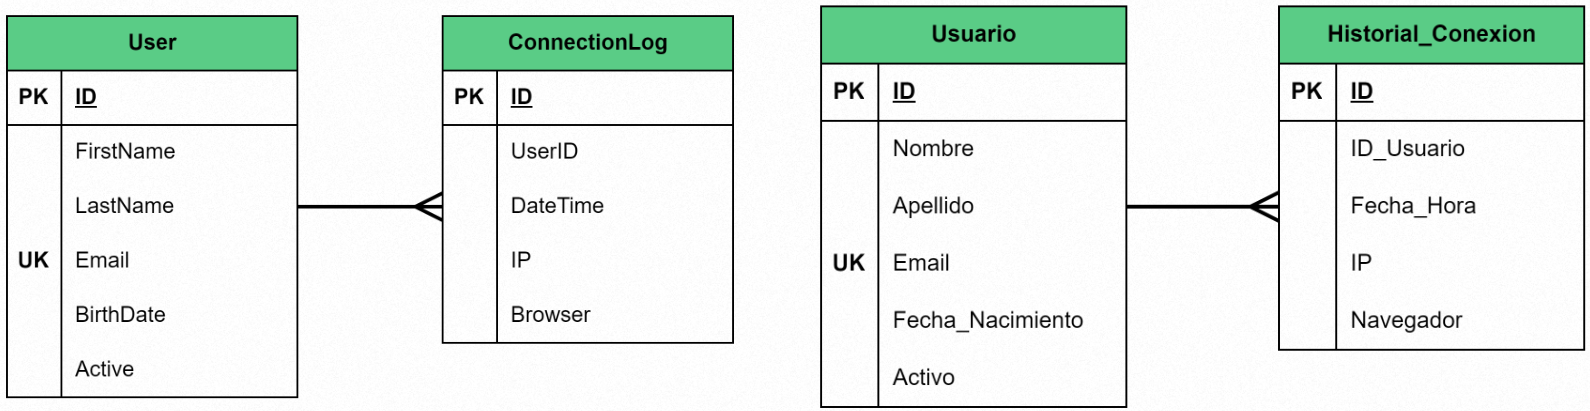 User
PK ID
FirstName
LastName
UK Email
BirthDate
Active
ConnectionLog
PK ID
UserID
DateTime
IP
Browser
Usuario
PK ID
Nombre
Apellido
UK Email
Fecha_Nacimiento
Activo
Historial_Conexion
PK ID
ID_Usuario
Fecha_Hora
IP
Navegador